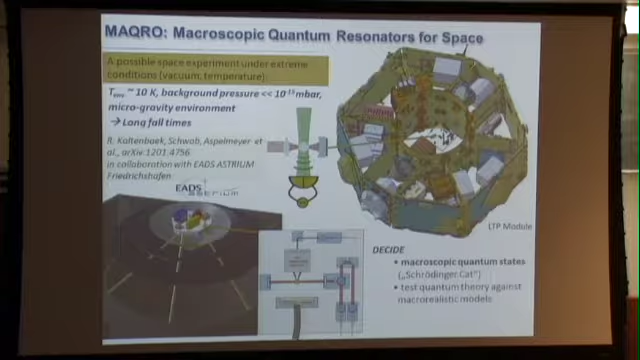 MAQRO: Macroscopic Quantum Resonators for Space
A possible space experiment under extreme
conditions (vacuum, temperature):
Tenv ~ 10 K, background pressure << 10⁻¹³ mbar,
micro-gravity environment
→ Long fall times
R. Kaltenbaek, Schwab, Aspelmeyer et
al., arXiv:1201.4756
in collaboration with EADS ASTRIUM
Friedrichshafen
EADS
ASTRIUM
LTP Module
DECIDE
• macroscopic quantum states
(„Schrödinger Cat")
• test quantum theory against
macrorealistic models